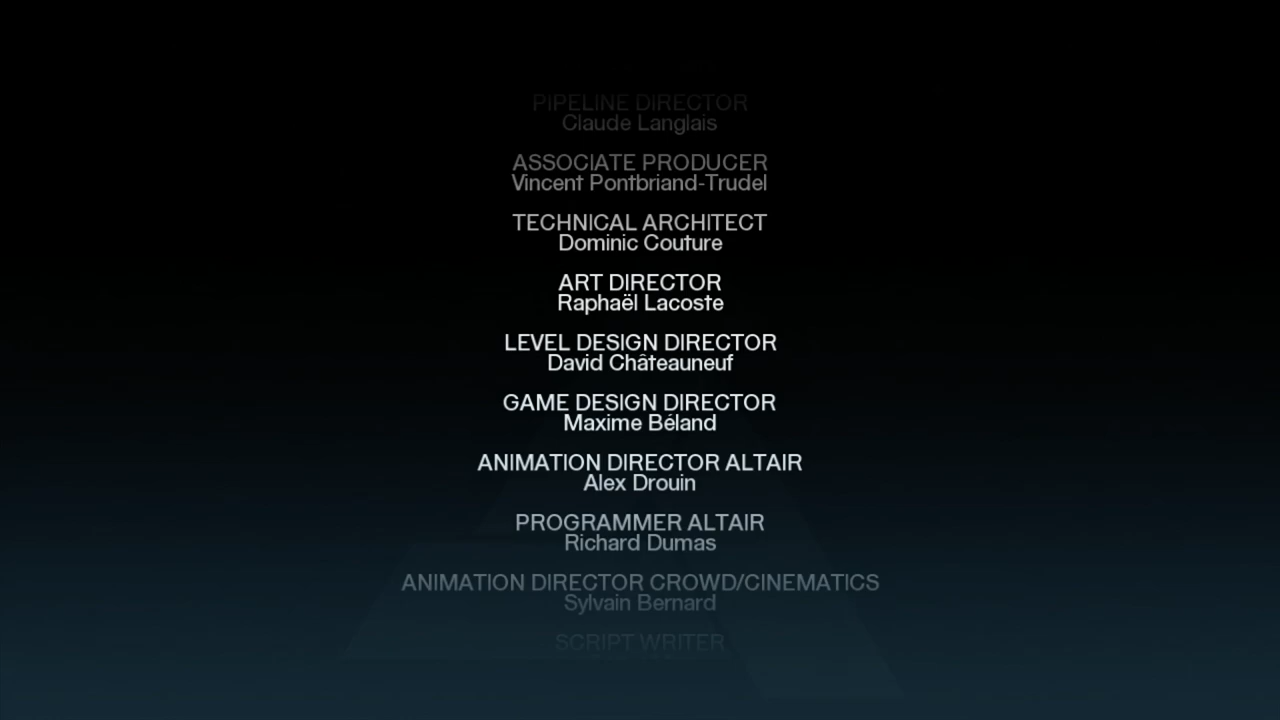 PIPELINE DIRECTOR
Claude Langlais
ASSOCIATE PRODUCER
Vincent Pontbriand-Trudel
TECHNICAL ARCHITECT
Dominic Couture
ART DIRECTOR
Raphaël Lacoste
LEVEL DESIGN DIRECTOR
David Châteauneuf
GAME DESIGN DIRECTOR
Maxime Béland
ANIMATION DIRECTOR ALTAIR
Alex Drouin
PROGRAMMER ALTAIR
Richard Dumas
ANIMATION DIRECTOR CROWD/CINEMATICS
Sylvain Bernard
SCRIPT WRITER